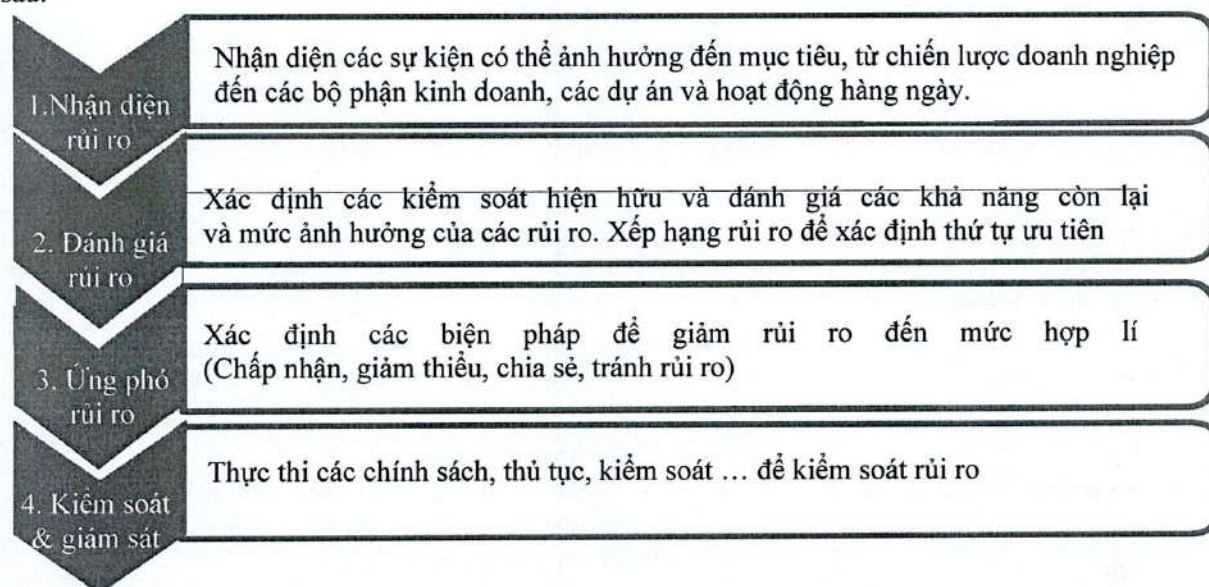 sau:
1.Nhận diện
rủi ro
Nhận diện các sự kiện có thể ảnh hưởng đến mục tiêu, từ chiến lược doanh nghiệp
đến các bộ phận kinh doanh, các dự án và hoạt động hàng ngày.
2. Đánh giá
rủi ro
Xác định các kiểm soát hiện hữu và đánh giá các khả năng còn lại
và mức ảnh hưởng của các rủi ro. Xếp hạng rủi ro để xác định thứ tự ưu tiên
3. Ứng phó
rủi ro
Xác định các biện pháp để giảm rủi ro đến mức hợp lí
(Chấp nhận, giảm thiểu, chia sẻ, tránh rủi ro)
4. Kiểm soát
& giám sát
Thực thi các chính sách, thủ tục, kiểm soát … để kiểm soát rủi ro